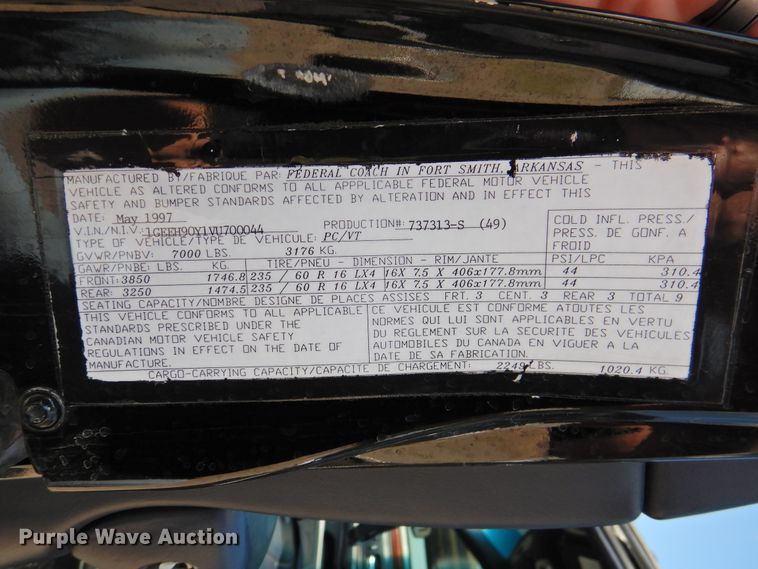 MANUFACTURED BY/FABRIQUE PAR: FEDERAL COACH IN FORT SMITH, ARKANSAS - THIS
VEHICLE AS ALTERED CONFORMS TO ALL APPPLICABLE FEDERAL MOTOR VEHICLE
SAFETY AND BUMPER STANDARDS AFFECTED BY ALTERATION AND IN EFFECT THIS
DATE: May 1997
V.I.N/N.I.V. 1GEEH90Y1VU700044 PRODUCTION#: 737313-S (49)
TYPE OF VEHICLE/TYPE DE VEHICULE: PC/VT
GVWR/PNBV: 7000 LBS. 3176 KG.
COLD INFL. PRESS/
PRESS/DE GONF. A
FROID
GAWR/PNBE: LBS. KG. TIRE/PNEU - DIMENSION - RIM/JANTE PSI/LPC KPA
FRONT: 3850 1746.8 235 / 60 R 16 LX4 16X 7.5 X 406x177.8mm 44 310.4
REAR: 3250 1474.5 235 / 60 R 16 LX4 16X 7.5 X 406x177.8mm 44 310.4
SEATING CAPACITY/NOMBRE DESIGNE DE PLACES ASSISES FRT. 3 CENT. 3 REAR 3 TOTAL 9
THIS VEHICLE CONFORMS TO ALL APPLICABLE
STANDARDS PRESCRIBED UNDER THE
CANADIAN MOTOR VEHICLE SAFETY
REGULATIONS IN EFFECT ON THE DATE OF
MANUFACTURE.
CE VEHICULE EST CONFORME ATOUTES LES
NORMES QUI LUI SONT APPLICABLES EN VERTU
DU REGLEMENT SUR LA SECURITE DES VEHICULES
AUTOMOBILES DU CANADA EN VIGUER A LA
DATE DE SA FABRICATION.
CARGO-CARRYING CAPACITY/CAPACITE DE CHARGEMENT: 2249 LBS. 1020.4 KG.
Purple Wave Auction